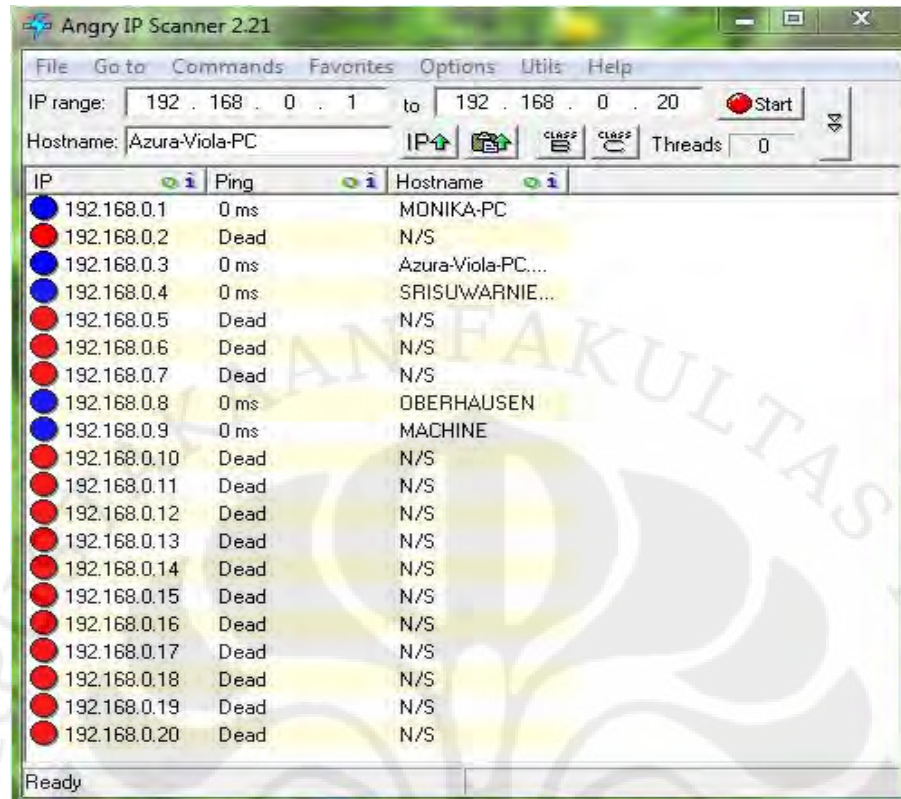 Angry IP Scanner 2.21
File Go to Commands Favorites Options Utils Help
IP range: 192 . 168 . 0 . 1 to 192 . 168 . 0 . 20 Start
Hostname: Azura-Viola-PC IP CLASS B CLASS C Threads 0
IP Ping Hostname
192.168.0.1 0 ms MONIKA-PC
192.168.0.2 Dead N/S
192.168.0.3 0 ms Azura-Viola-PC....
192.168.0.4 0 ms SRISUWARNIE...
192.168.0.5 Dead N/S
192.168.0.6 Dead N/S
192.168.0.7 Dead N/S
192.168.0.8 0 ms OBERHAUSEN
192.168.0.9 0 ms MACHINE
192.168.0.10 Dead N/S
192.168.0.11 Dead N/S
192.168.0.12 Dead N/S
192.168.0.13 Dead N/S
192.168.0.14 Dead N/S
192.168.0.15 Dead N/S
192.168.0.16 Dead N/S
192.168.0.17 Dead N/S
192.168.0.18 Dead N/S
192.168.0.19 Dead N/S
192.168.0.20 Dead N/S
Ready
AAN FAKULTAS